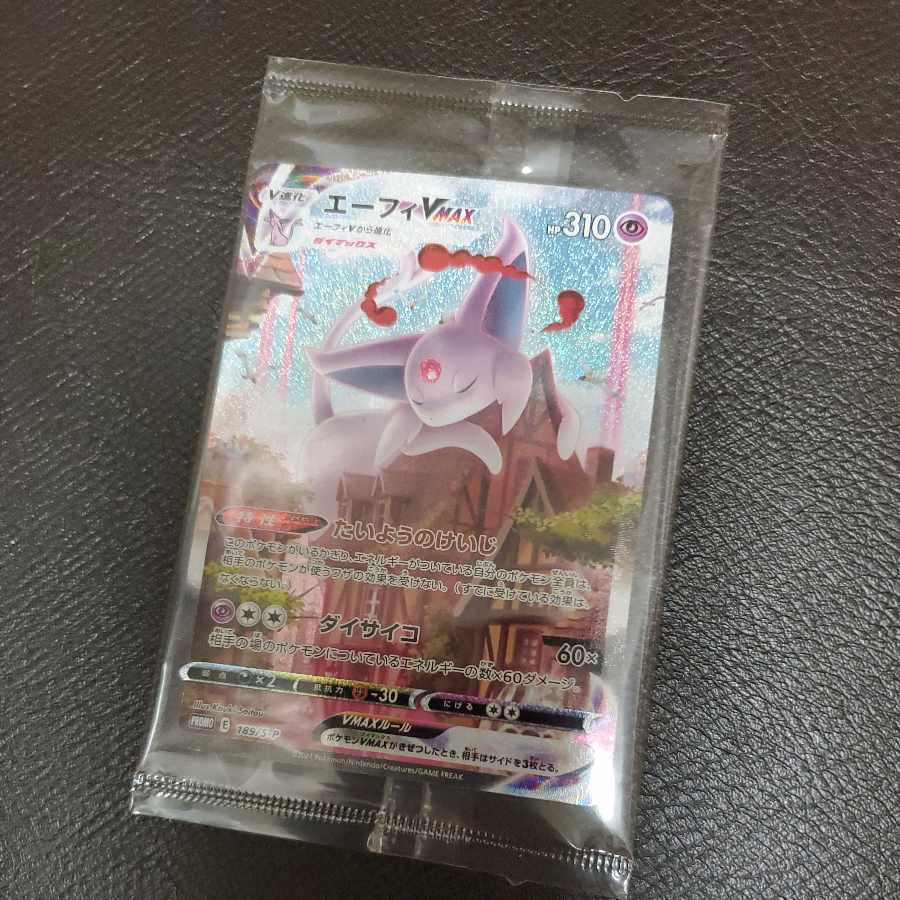 V進化
エーフィVMAX
HP310
エーフィVから進化
ダイマックス
特性 たいようのけいじ
このポケモンがいるかぎり、エネルギーがついている自分のポケモン全員は、
相手のポケモンが使うワザの効果を受けない。(すでに受けている効果は、
なくならない。)
ダイサイコ 60×
相手の場のポケモンについているエネルギーの数×60ダメージ。
弱点 ×2 抵抗力 -30 にげる
PROMO E 189/S-P
VMAXルール
ポケモンVMAXがきぜつしたとき、相手はサイドを3枚とる。
©2021 Pokémon/Nintendo/Creatures/GAME FREAK